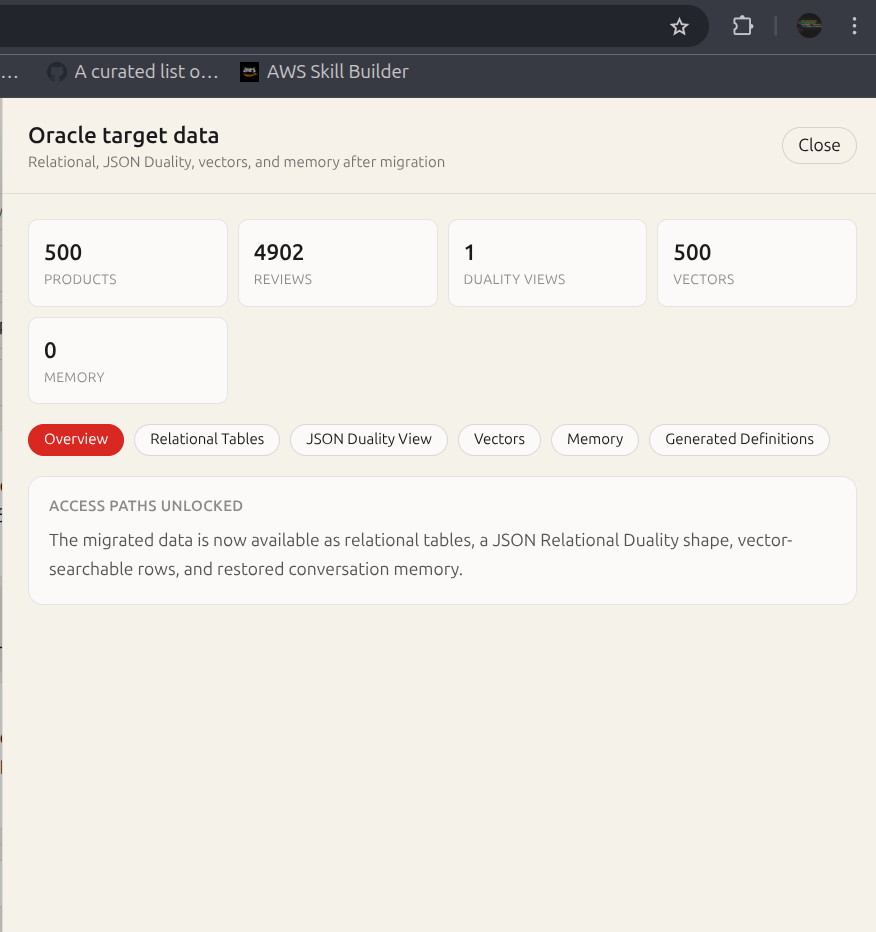 A curated list o…
AWS Skill Builder
Oracle target data
Relational, JSON Duality, vectors, and memory after migration
Close
500
PRODUCTS
4902
REVIEWS
1
DUALITY VIEWS
500
VECTORS
0
MEMORY
Overview
Relational Tables
JSON Duality View
Vectors
Memory
Generated Definitions
ACCESS PATHS UNLOCKED
The migrated data is now available as relational tables, a JSON Relational Duality shape, vector-
searchable rows, and restored conversation memory.